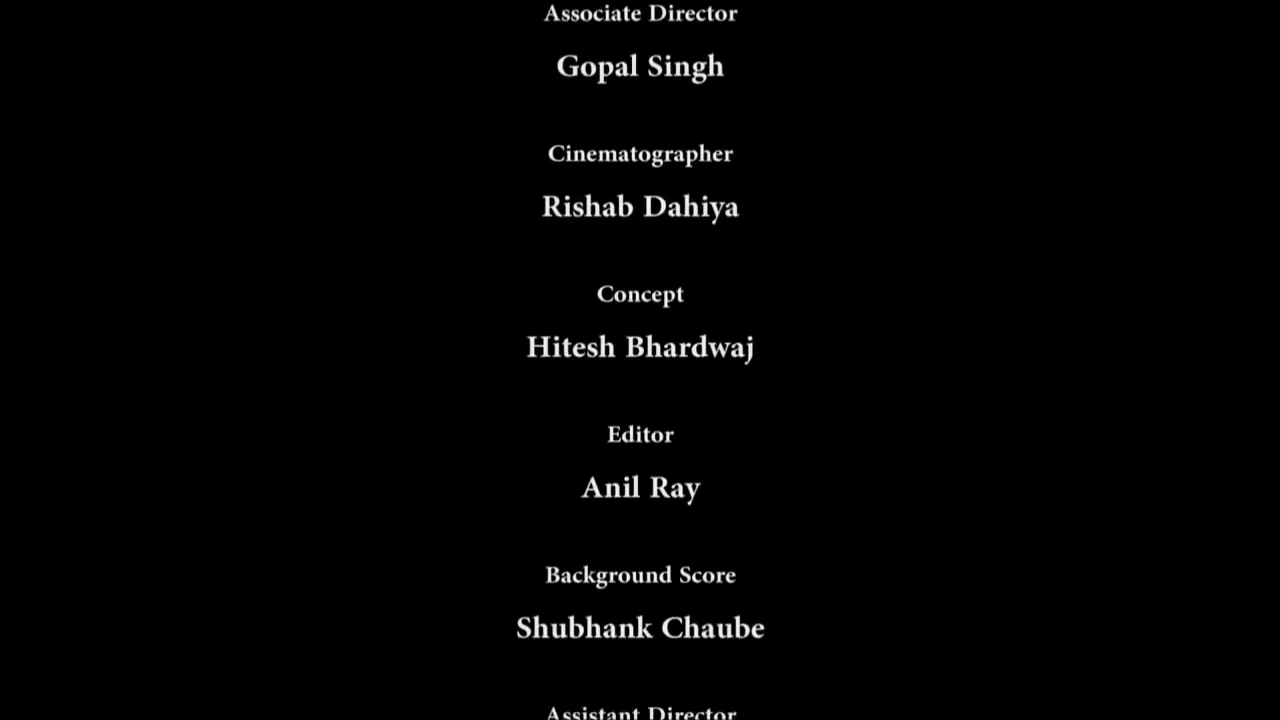 Associate Director
Gopal Singh
Cinematographer
Rishab Dahiya
Concept
Hitesh Bhardwaj
Editor
Anil Ray
Background Score
Shubhank Chaube
Assistant Director